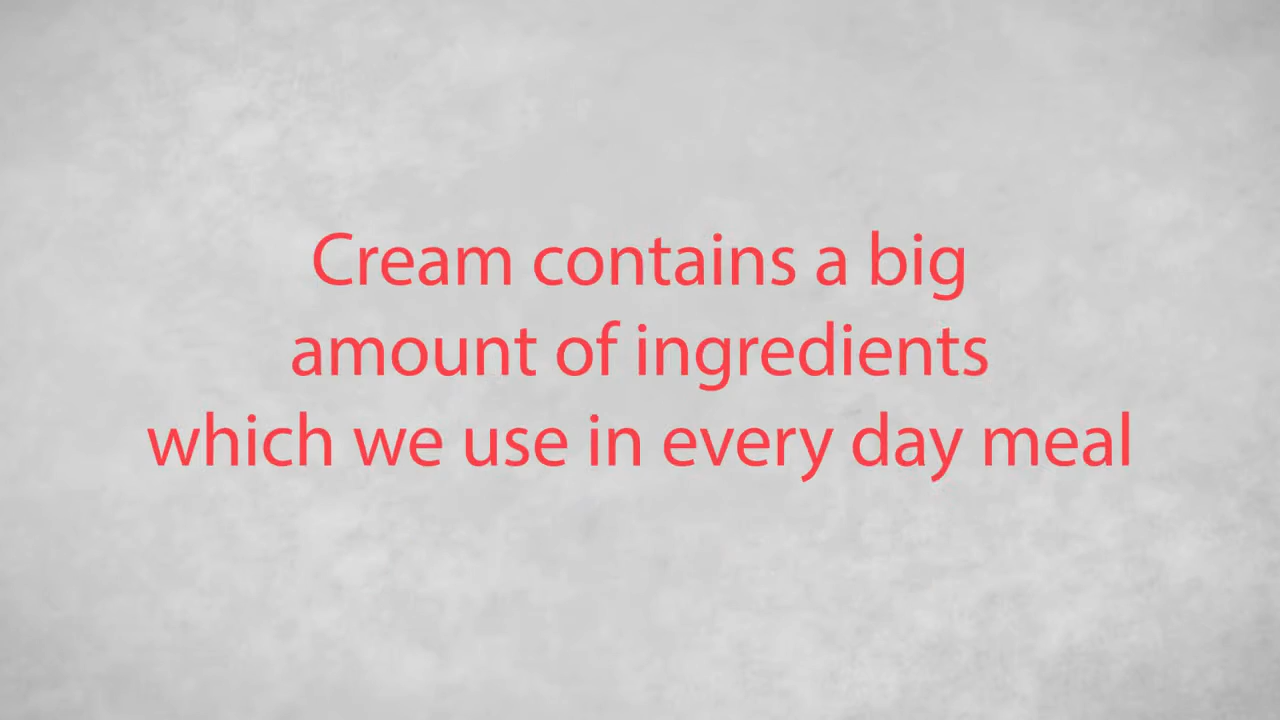 Cream contains a big
amount of ingredients
which we use in every day meal